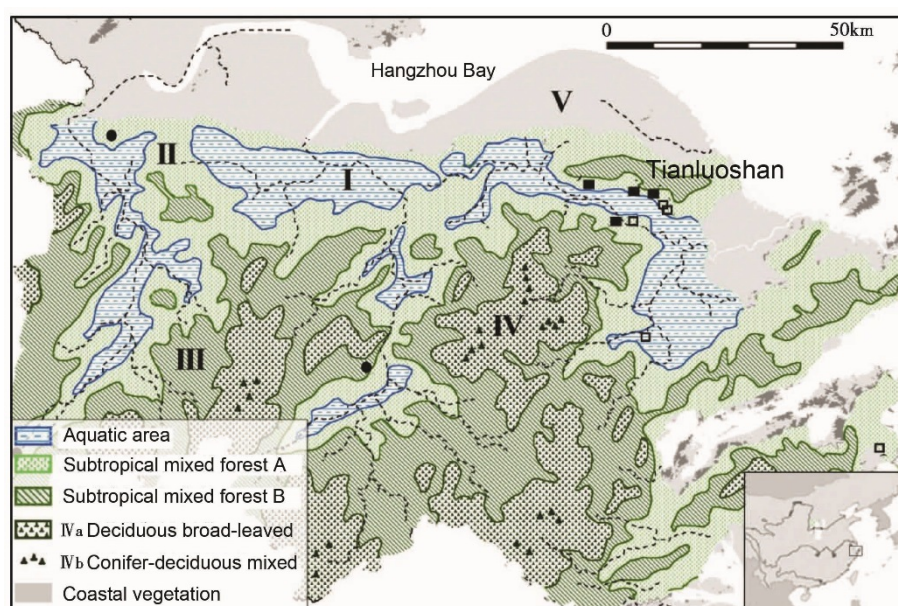 0 50km
Hangzhou Bay
V
II
I
Tianluoshan
IV
III
Aquatic area
Subtropical mixed forest A
Subtropical mixed forest B
IVa Deciduous broad-leaved
IVb Conifer-deciduous mixed
Coastal vegetation